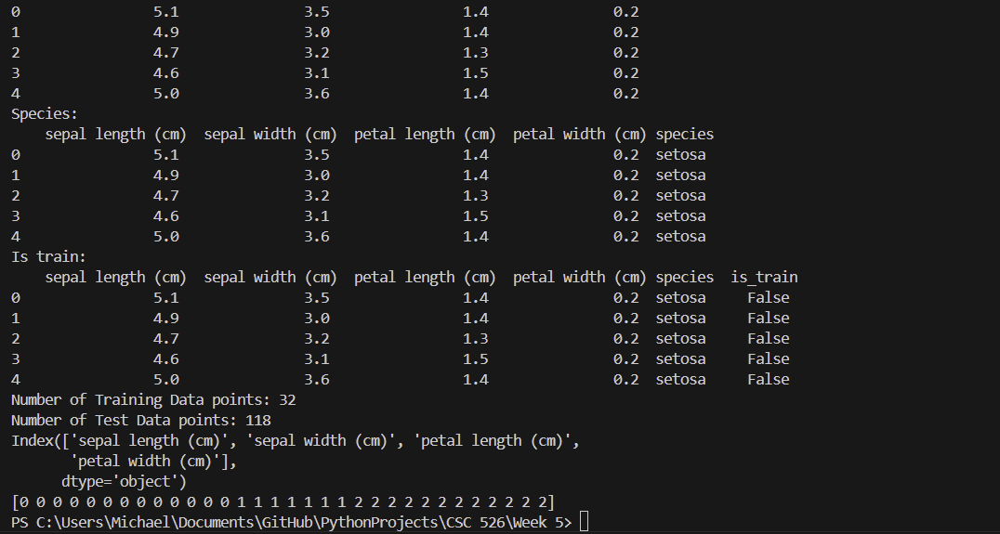 0                5.1               3.5                1.4               0.2
1                4.9               3.0                1.4               0.2
2                4.7               3.2                1.3               0.2
3                4.6               3.1                1.5               0.2
4                5.0               3.6                1.4               0.2
Species:
    sepal length (cm)  sepal width (cm)  petal length (cm)  petal width (cm) species
0                5.1               3.5                1.4               0.2  setosa
1                4.9               3.0                1.4               0.2  setosa
2                4.7               3.2                1.3               0.2  setosa
3                4.6               3.1                1.5               0.2  setosa
4                5.0               3.6                1.4               0.2  setosa
Is train:
    sepal length (cm)  sepal width (cm)  petal length (cm)  petal width (cm) species  is_train
0                5.1               3.5                1.4               0.2  setosa     False
1                4.9               3.0                1.4               0.2  setosa     False
2                4.7               3.2                1.3               0.2  setosa     False
3                4.6               3.1                1.5               0.2  setosa     False
4                5.0               3.6                1.4               0.2  setosa     False
Number of Training Data points: 32
Number of Test Data points: 118
Index(['sepal length (cm)', 'sepal width (cm)', 'petal length (cm)',
       'petal width (cm)'],
      dtype='object')
[0 0 0 0 0 0 0 0 0 0 0 0 0 1 1 1 1 1 1 1 2 2 2 2 2 2 2 2 2 2 2 2]
PS C:\Users\Michael\Documents\GitHub\PythonProjects\CSC 526\Week 5>